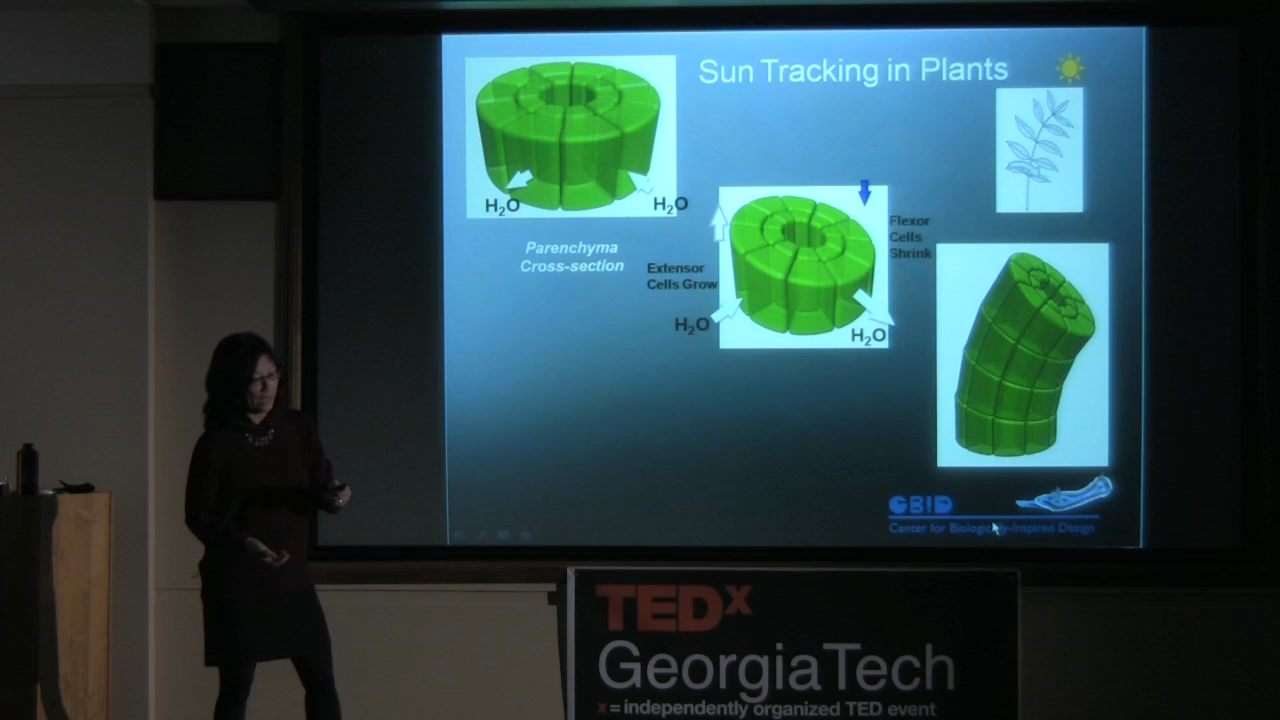 Sun Tracking in Plants
H₂O
H₂O
Parenchyma
Cross-section
Flexor
Cells
Shrink
Extensor
Cells Grow
H₂O
H₂O
CBID
Center for Biologically-Inspired Design
TEDx
GeorgiaTech
x = independently organized TED event